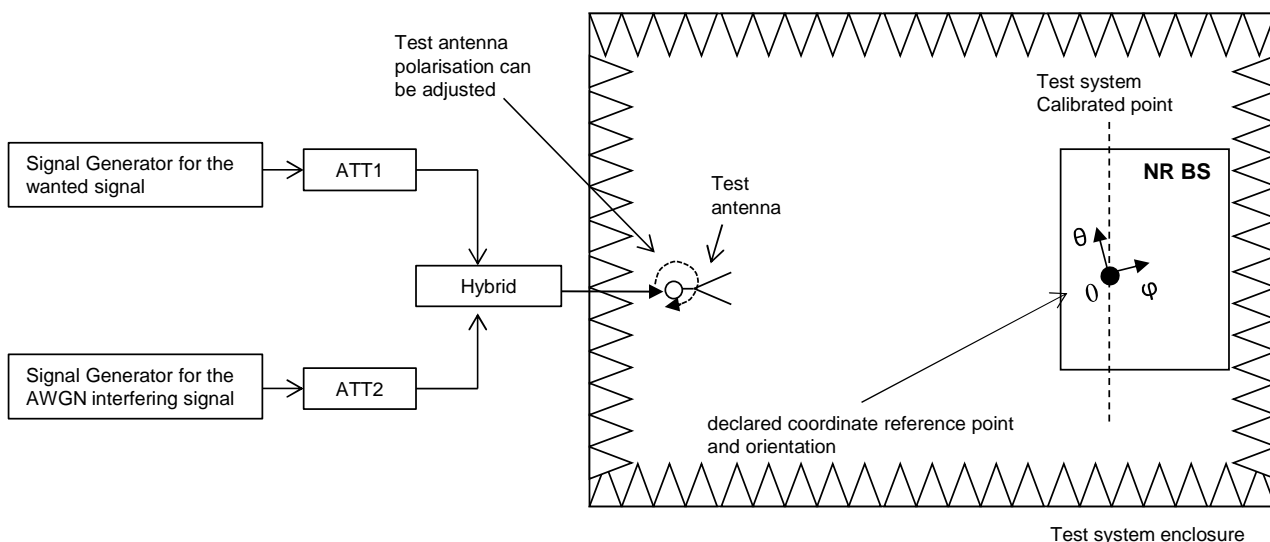 Test antenna
polarisation can
be adjusted
Test system
Calibrated point
Signal Generator for the
wanted signal
ATT1
NR BS
Test
antenna
θ
Hybrid
0
φ
Signal Generator for the
AWGN interfering signal
ATT2
declared coordinate reference point
and orientation
Test system enclosure